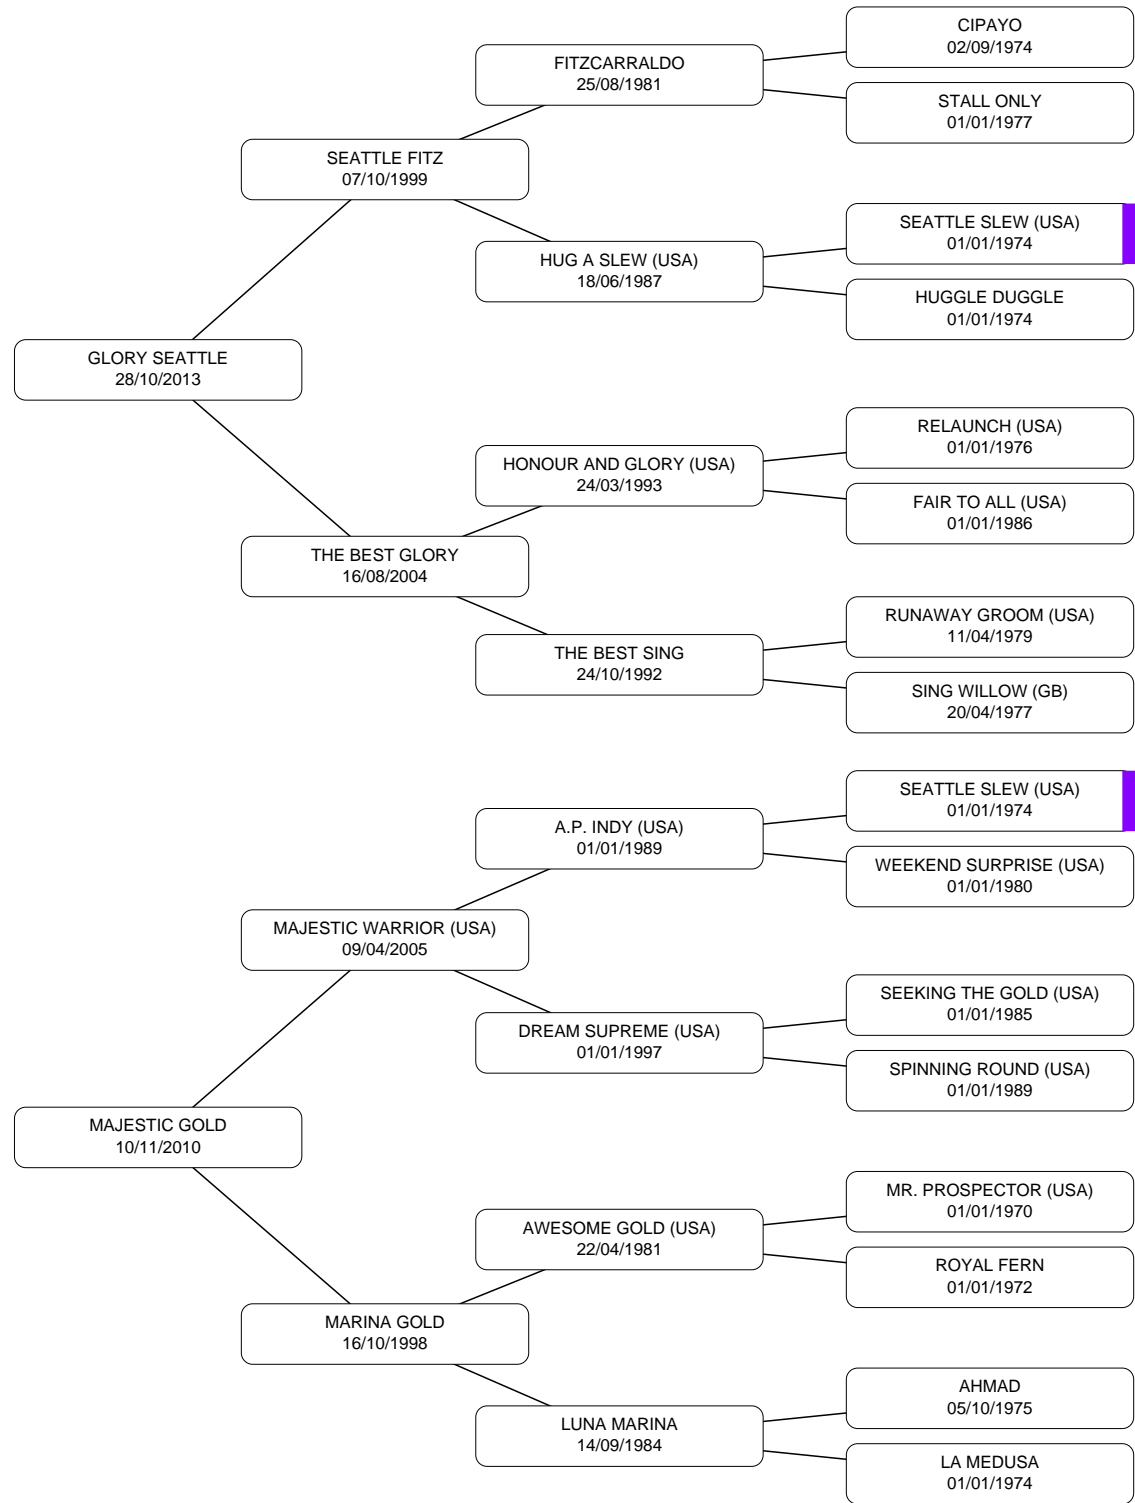 CIPAYO
02/09/1974
FITZCARRALDO
25/08/1981
STALL ONLY
01/01/1977
SEATTLE FITZ
07/10/1999
SEATTLE SLEW (USA)
01/01/1974
HUG A SLEW (USA)
18/06/1987
HUGGLE DUGGLE
01/01/1974
GLORY SEATTLE
28/10/2013
RELAUNCH (USA)
01/01/1976
HONOUR AND GLORY (USA)
24/03/1993
FAIR TO ALL (USA)
01/01/1986
THE BEST GLORY
16/08/2004
RUNAWAY GROOM (USA)
11/04/1979
THE BEST SING
24/10/1992
SING WILLOW (GB)
20/04/1977
SEATTLE SLEW (USA)
01/01/1974
A.P. INDY (USA)
01/01/1989
WEEKEND SURPRISE (USA)
01/01/1980
MAJESTIC WARRIOR (USA)
09/04/2005
SEEKING THE GOLD (USA)
01/01/1985
DREAM SUPREME (USA)
01/01/1997
SPINNING ROUND (USA)
01/01/1989
MAJESTIC GOLD
10/11/2010
MR. PROSPECTOR (USA)
01/01/1970
AWESOME GOLD (USA)
22/04/1981
ROYAL FERN
01/01/1972
MARINA GOLD
16/10/1998
AHMAD
05/10/1975
LUNA MARINA
14/09/1984
LA MEDUSA
01/01/1974